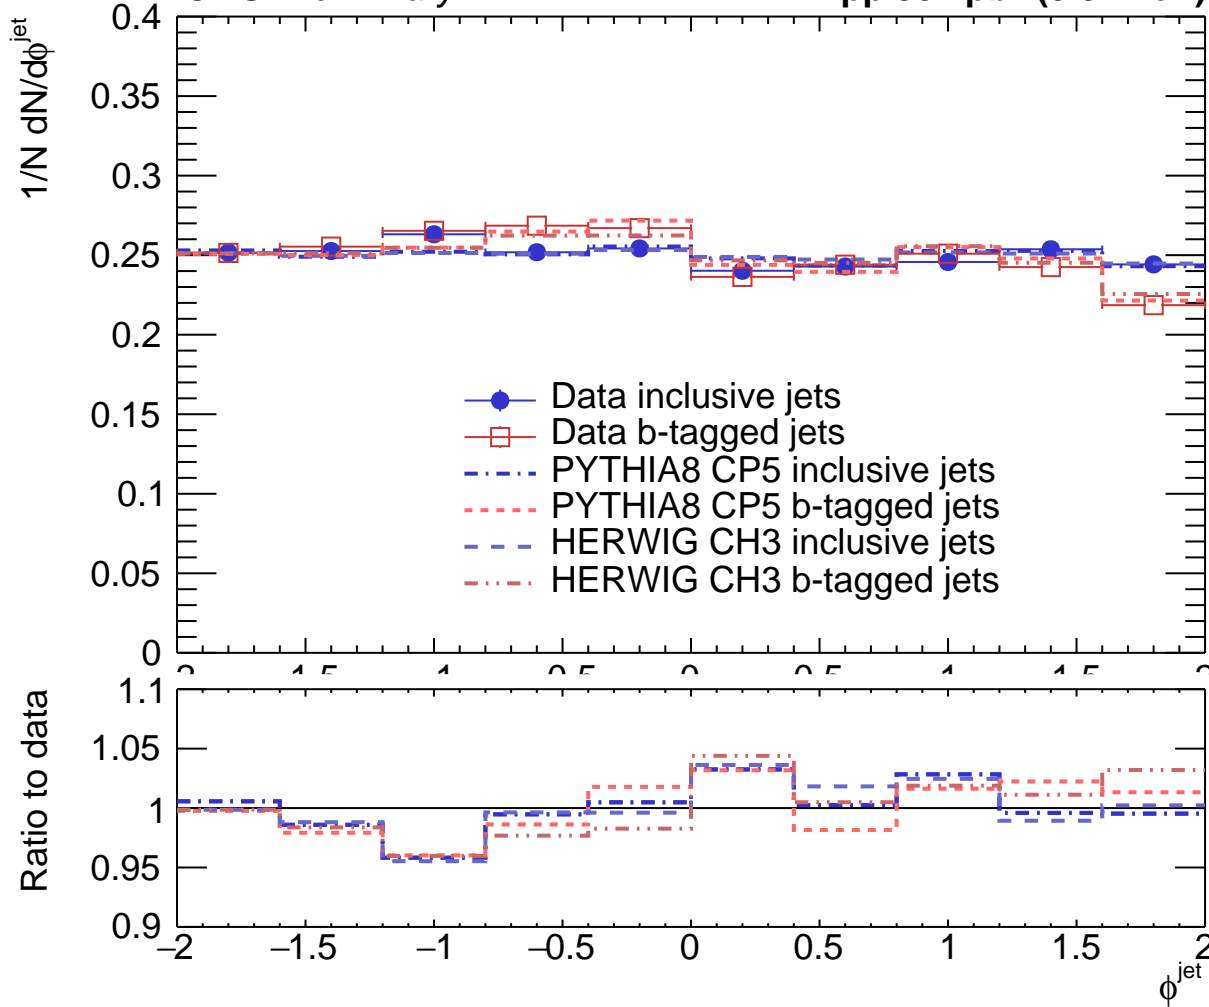 0.4
0.35
0.3
0.25
0.2
0.15
0.1
0.05
0
1/N dN/dϕ^jet
Data inclusive jets
Data b-tagged jets
PYTHIA8 CP5 inclusive jets
PYTHIA8 CP5 b-tagged jets
HERWIG CH3 inclusive jets
HERWIG CH3 b-tagged jets
1.1
1.05
1
0.95
0.9
Ratio to data
−2 −1.5 −1 −0.5 0 0.5 1 1.5 2
ϕ^jet